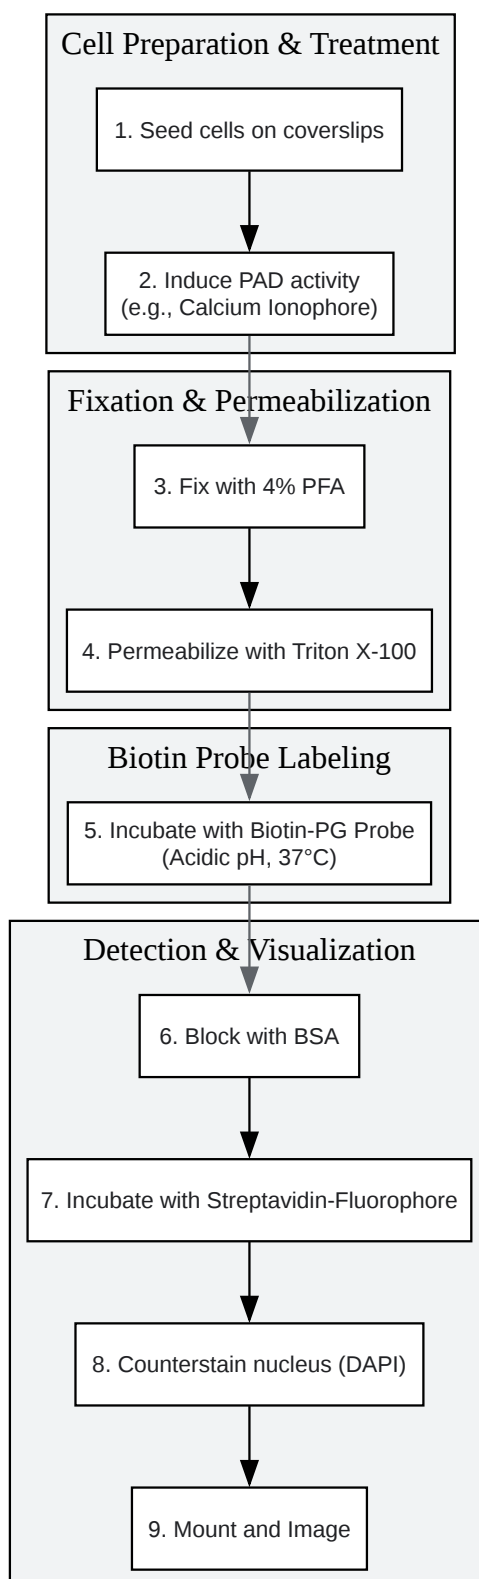 Cell Preparation & Treatment
1. Seed cells on coverslips
2. Induce PAD activity
(e.g., Calcium Ionophore)
Fixation & Permeabilization
3. Fix with 4% PFA
4. Permeabilize with Triton X-100
Biotin Probe Labeling
5. Incubate with Biotin-PG Probe
(Acidic pH, 37°C)
Detection & Visualization
6. Block with BSA
7. Incubate with Streptavidin-Fluorophore
8. Counterstain nucleus (DAPI)
9. Mount and Image